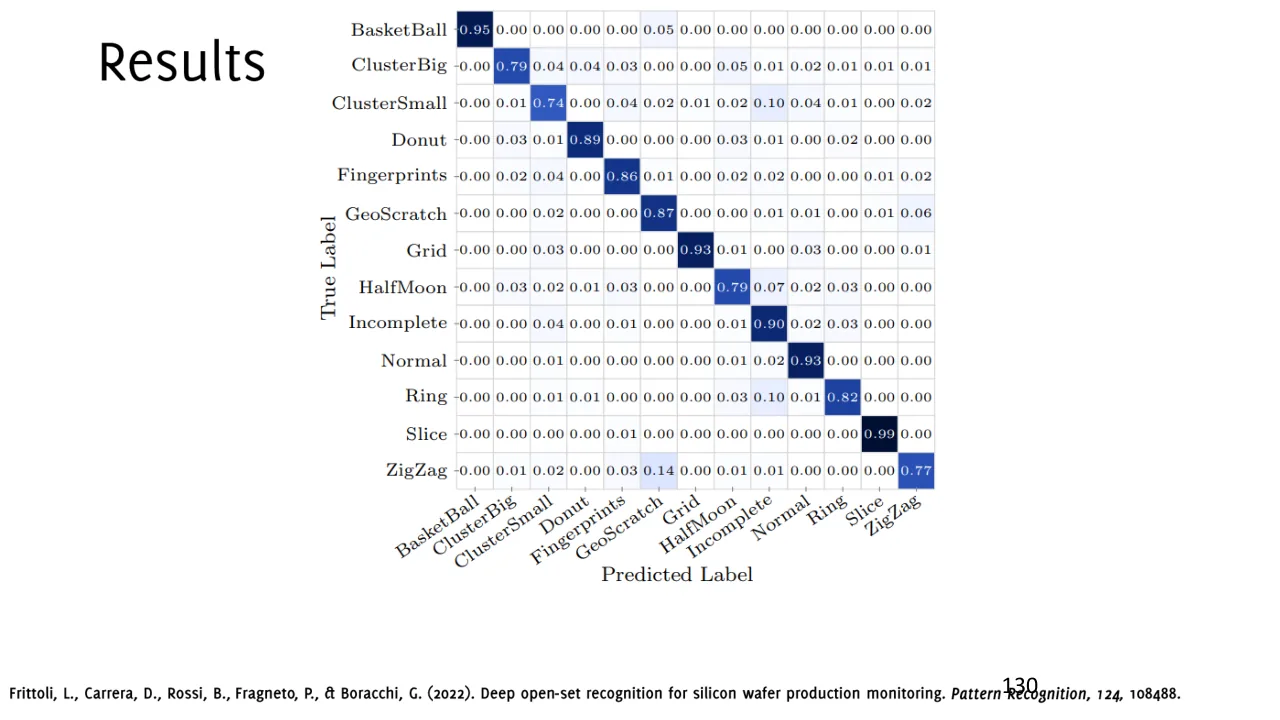 Results
True Label
BasketBall 0.95 0.00 0.00 0.00 0.00 0.05 0.00 0.00 0.00 0.00 0.00 0.00 0.00
ClusterBig 0.00 0.79 0.04 0.04 0.03 0.00 0.00 0.05 0.01 0.02 0.01 0.01 0.01
ClusterSmall 0.00 0.01 0.74 0.00 0.04 0.02 0.01 0.02 0.10 0.04 0.01 0.00 0.02
Donut 0.00 0.03 0.01 0.89 0.00 0.00 0.00 0.03 0.01 0.00 0.02 0.00 0.00
Fingerprints 0.00 0.02 0.04 0.00 0.86 0.01 0.00 0.02 0.02 0.00 0.00 0.01 0.02
GeoScratch 0.00 0.00 0.02 0.00 0.00 0.87 0.00 0.00 0.01 0.01 0.00 0.01 0.06
Grid 0.00 0.00 0.03 0.00 0.00 0.00 0.93 0.01 0.00 0.03 0.00 0.00 0.01
HalfMoon 0.00 0.03 0.02 0.01 0.03 0.00 0.00 0.79 0.07 0.02 0.03 0.00 0.00
Incomplete 0.00 0.00 0.04 0.00 0.01 0.00 0.00 0.01 0.90 0.02 0.03 0.00 0.00
Normal 0.00 0.00 0.01 0.00 0.00 0.00 0.00 0.01 0.02 0.93 0.00 0.00 0.00
Ring 0.00 0.00 0.01 0.01 0.00 0.00 0.00 0.03 0.10 0.01 0.82 0.00 0.00
Slice 0.00 0.00 0.00 0.00 0.01 0.00 0.00 0.00 0.00 0.00 0.00 0.99 0.00
ZigZag 0.00 0.01 0.02 0.00 0.03 0.14 0.00 0.01 0.01 0.00 0.00 0.00 0.77
BasketBall ClusterBig ClusterSmall Donut Fingerprints GeoScratch Grid HalfMoon Incomplete Normal Ring Slice ZigZag
Predicted Label
Frittoli, L., Carrera, D., Rossi, B., Fragneto, P., & Boracchi, G. (2022). Deep open-set recognition for silicon wafer production monitoring. Pattern Recognition, 124, 108488.
130